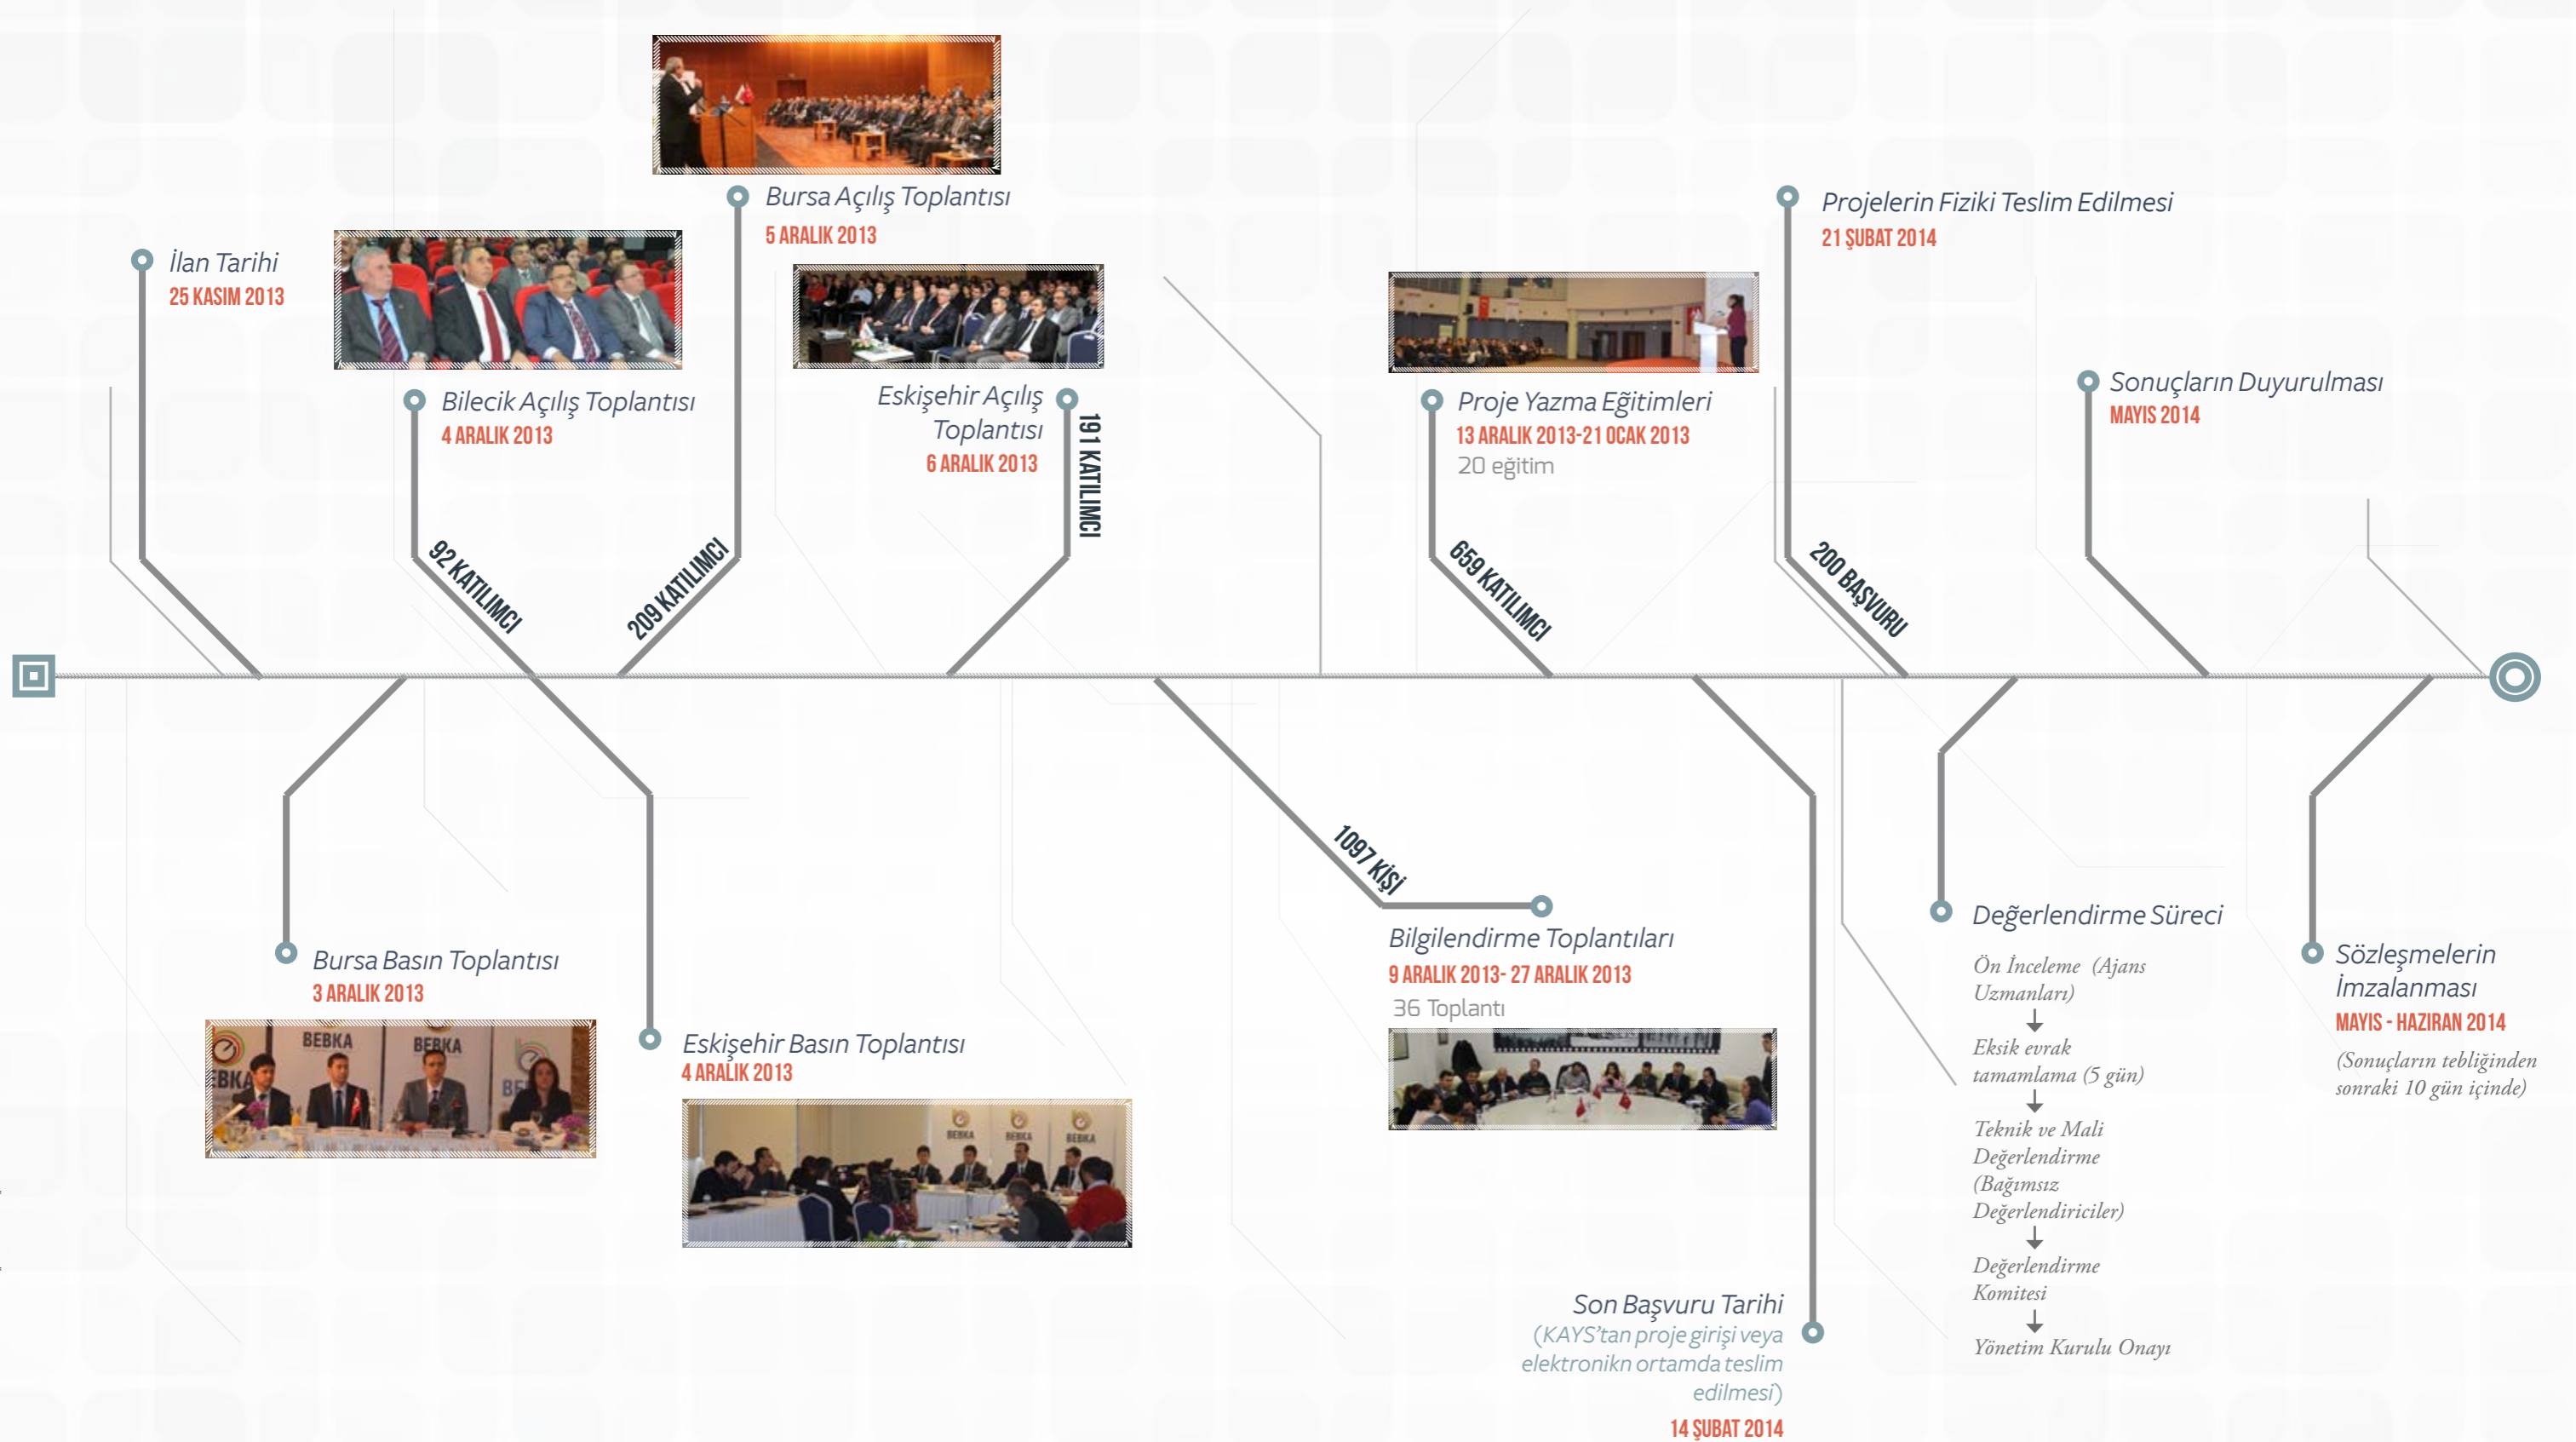 Bursa Açılış Toplantısı
5 ARALIK 2013
Projelerin Fiziki Teslim Edilmesi
21 ŞUBAT 2014
İlan Tarihi
25 KASIM 2013
Bilecik Açılış Toplantısı
4 ARALIK 2013
92 KATILIMCI
209 KATILIMCI
Eskişehir Açılış
Toplantısı
6 ARALIK 2013
191 KATILIMCI
Proje Yazma Eğitimleri
13 ARALIK 2013-21 OCAK 2013
20 eğitim
659 KATILIMCI
200 BAŞVURU
Sonuçların Duyurulması
MAYIS 2014
Bursa Basın Toplantısı
3 ARALIK 2013
BEBKA
BEBKA
EBKA
Eskişehir Basın Toplantısı
4 ARALIK 2013
BEBKA
BEBKA
BEBKA
1097 KİŞİ
Bilgilendirme Toplantıları
9 ARALIK 2013- 27 ARALIK 2013
36 Toplantı
Son Başvuru Tarihi
(KAYS’tan proje girişi veya
elektronikn ortamda teslim
edilmesi)
14 ŞUBAT 2014
Değerlendirme Süreci
Ön İnceleme (Ajans
Uzmanları)
Eksik evrak
tamamlama (5 gün)
Teknik ve Mali
Değerlendirme
(Bağımsız
Değerlendiriciler)
Değerlendirme
Komitesi
Yönetim Kurulu Onayı
Sözleşmelerin
İmzalanması
MAYIS - HAZIRAN 2014
(Sonuçların tebliğinden
sonraki 10 gün içinde)